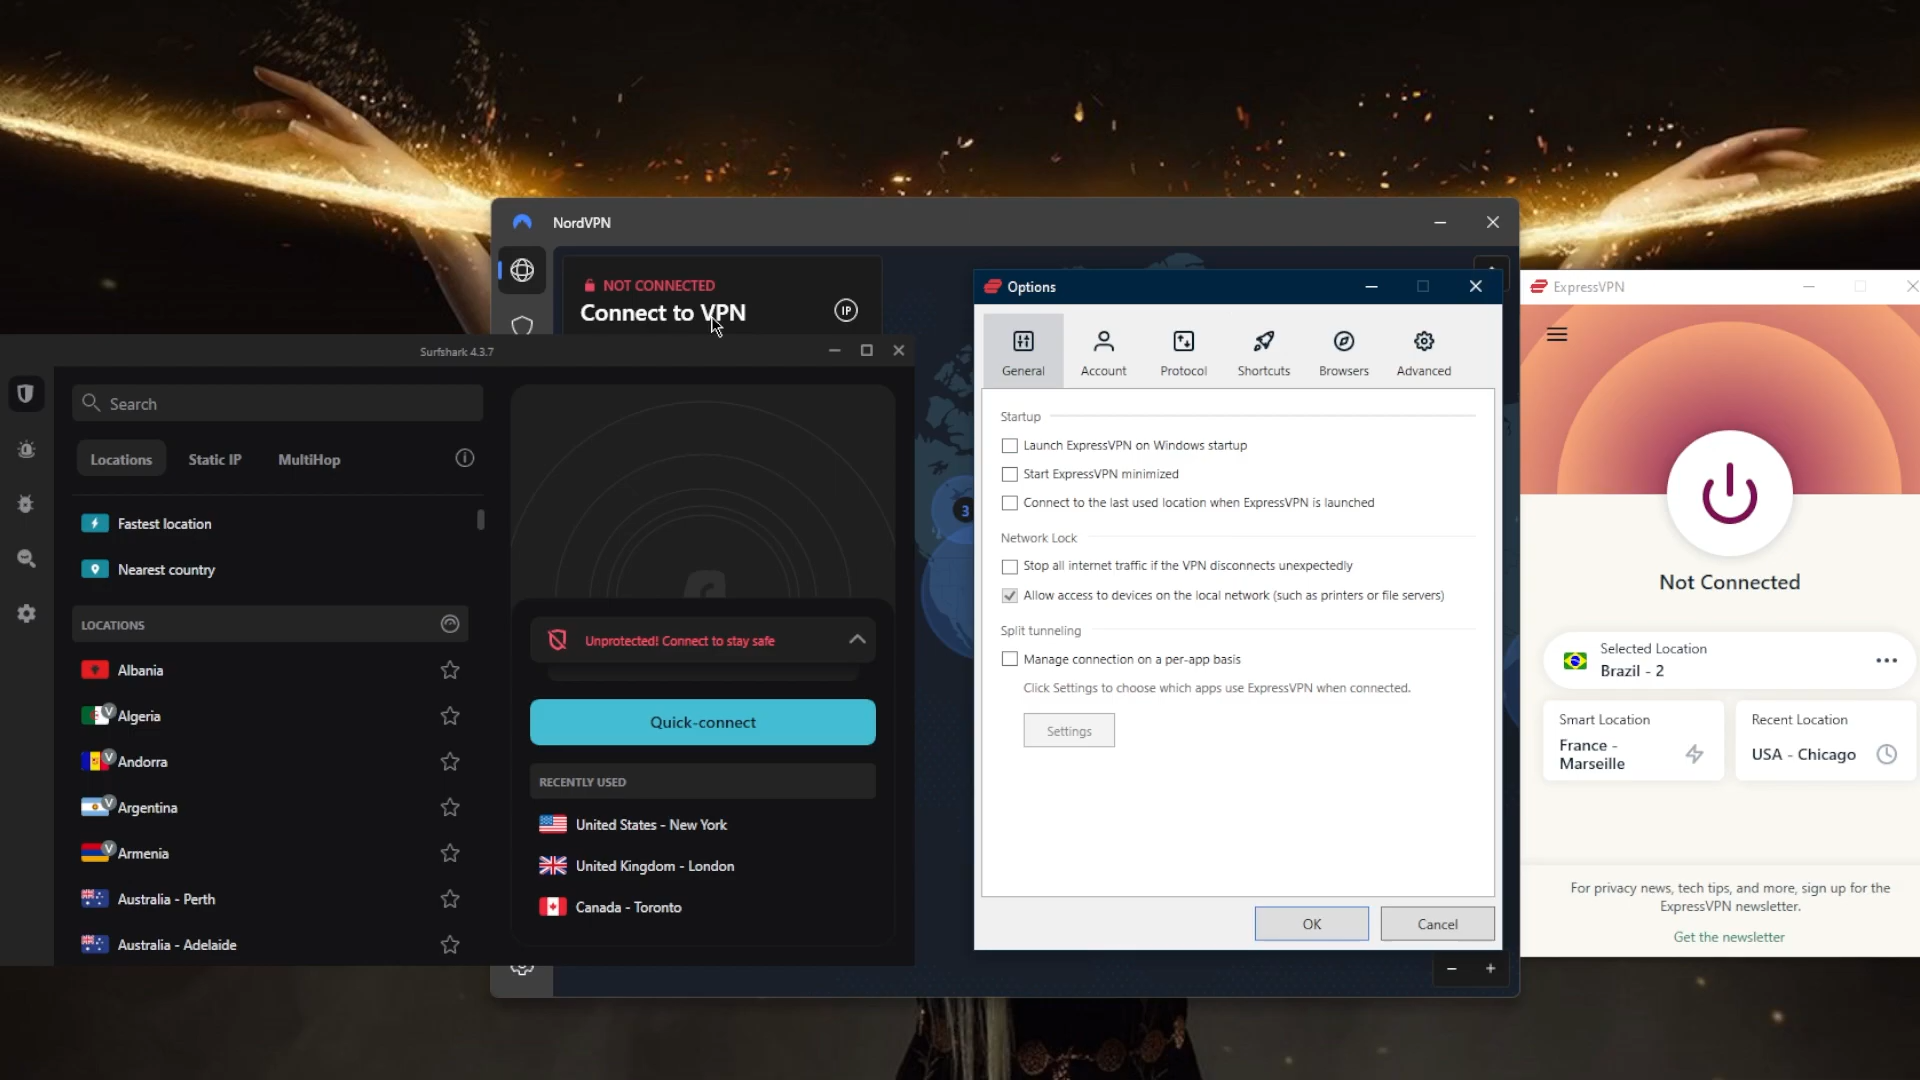 NordVPN
NOT CONNECTED
Connect to VPN
IP
3
Surfshark 4.3.7
Search
Locations
Static IP
MultiHop
Fastest location
Nearest country
LOCATIONS
Albania
V
Algeria
V
Andorra
V
Argentina
V
Armenia
Australia - Perth
Australia - Adelaide
Unprotected! Connect to stay safe
Quick-connect
RECENTLY USED
United States - New York
United Kingdom - London
Canada - Toronto
Options
General
Account
Protocol
Shortcuts
Browsers
Advanced
Startup
Launch ExpressVPN on Windows startup
Start ExpressVPN minimized
Connect to the last used location when ExpressVPN is launched
Network Lock
Stop all internet traffic if the VPN disconnects unexpectedly
Allow access to devices on the local network (such as printers or file servers)
Split tunneling
Manage connection on a per-app basis
Click Settings to choose which apps use ExpressVPN when connected.
Settings
OK
Cancel
ExpressVPN
Not Connected
Selected Location
Brazil - 2
Smart Location
France -
Marseille
Recent Location
USA - Chicago
For privacy news, tech tips, and more, sign up for the
ExpressVPN newsletter.
Get the newsletter